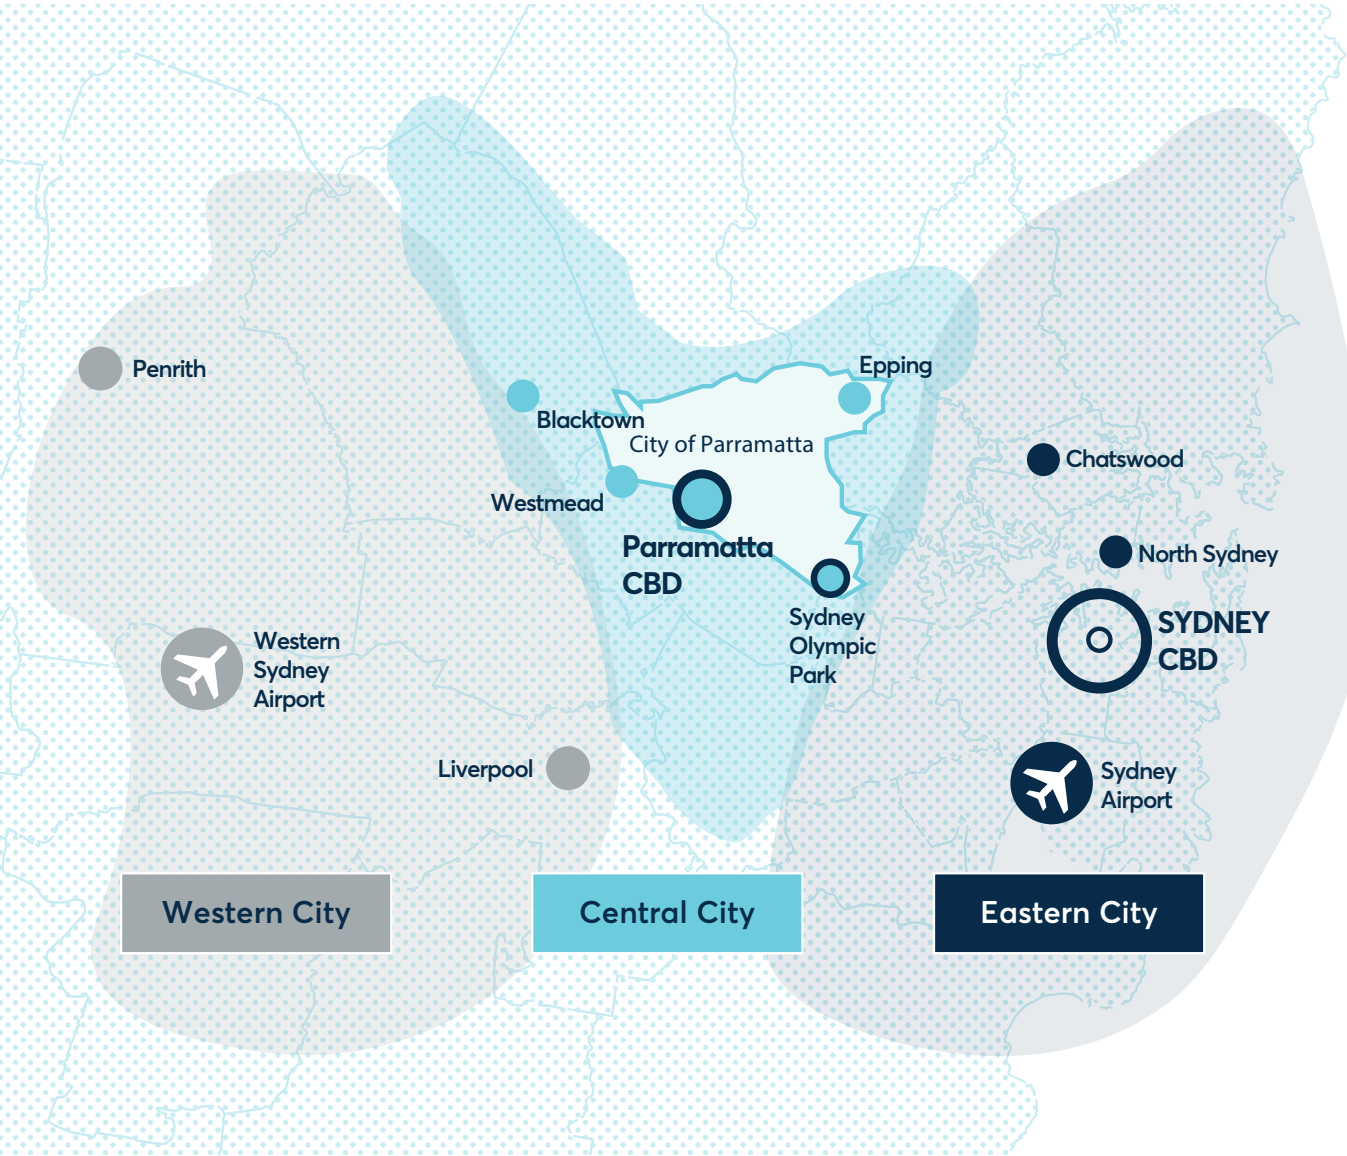 Epping
Penrith
Blacktown
City of Parramatta
Chatswood
Westmead
Parramatta
CBD
North Sydney
Sydney
Olympic
Park
SYDNEY
CBD
Western
Sydney
Airport
Liverpool
Sydney
Airport
Western City
Central City
Eastern City